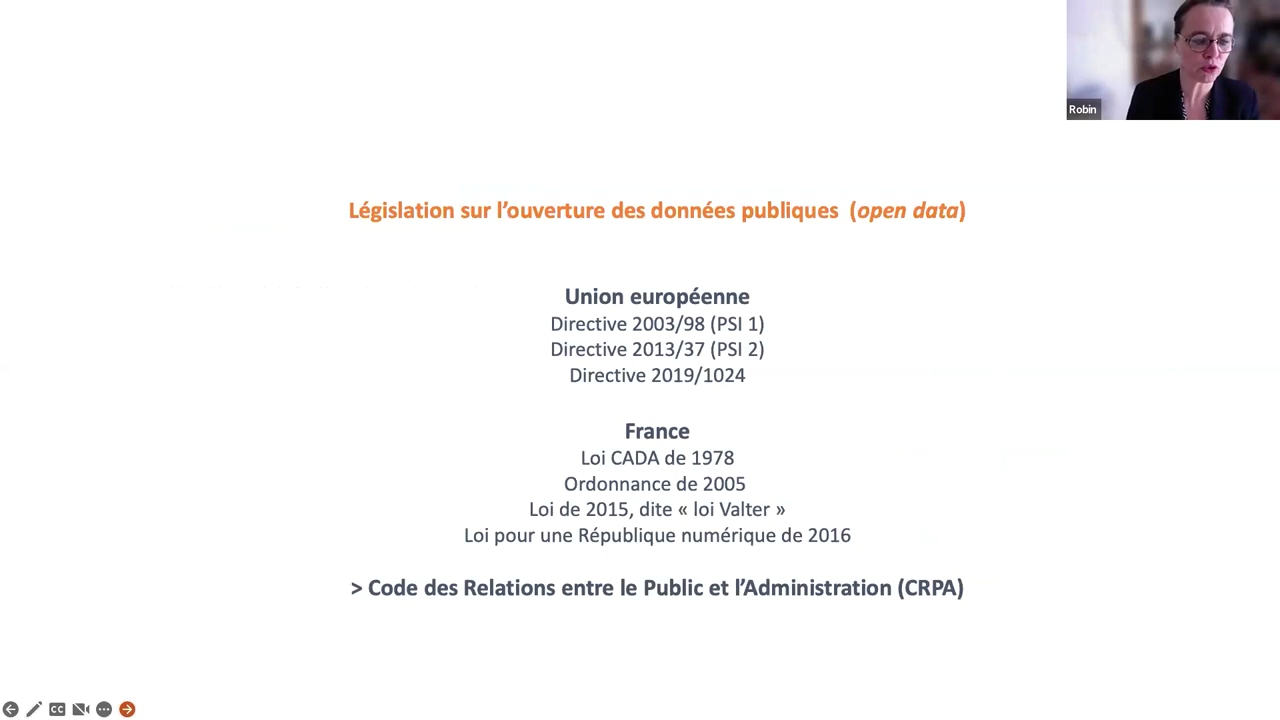 Robin
Législation sur l’ouverture des données publiques (open data)
Union européenne
Directive 2003/98 (PSI 1)
Directive 2013/37 (PSI 2)
Directive 2019/1024
France
Loi CADA de 1978
Ordonnance de 2005
Loi de 2015, dite « loi Valter »
Loi pour une République numérique de 2016
> Code des Relations entre le Public et l’Administration (CRPA)
CC